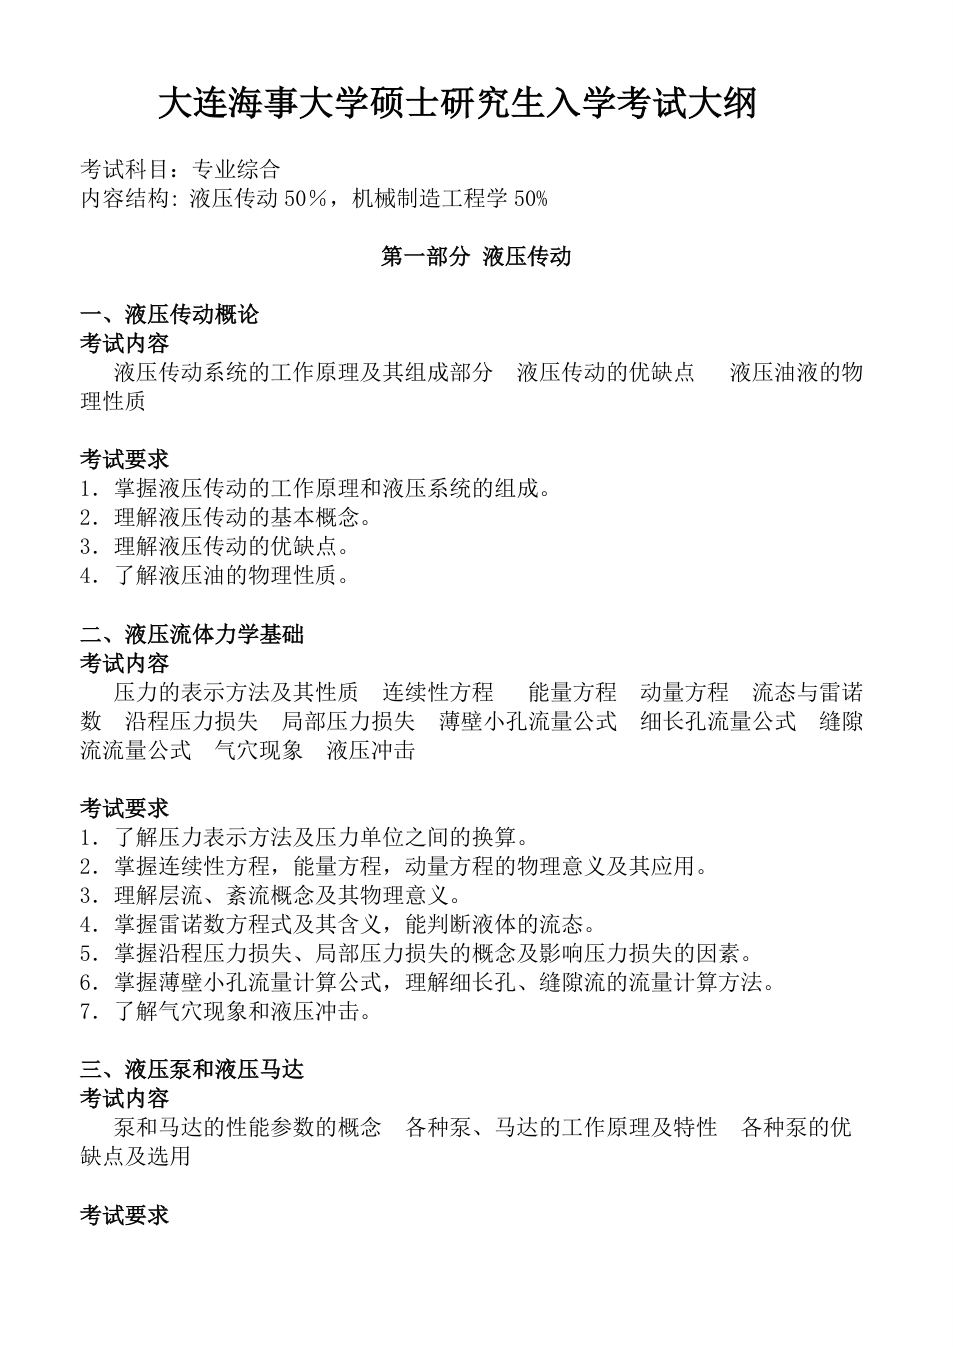 大连海事大学硕士研究生入学考试大纲
考试科目：专业综合
内容结构: 液压传动 50％，机械制造工程学 50%
第一部分 液压传动
一、液压传动概论
考试内容
液压传动系统的工作原理及其组成部分 液压传动的优缺点 液压油液的物
理性质
考试要求
1．掌握液压传动的工作原理和液压系统的组成。
2．理解液压传动的基本概念。
3．理解液压传动的优缺点。
4．了解液压油的物理性质。
二、液压流体力学基础
考试内容
压力的表示方法及其性质 连续性方程 能量方程 动量方程 流态与雷诺
数 沿程压力损失 局部压力损失 薄壁小孔流量公式 细长孔流量公式 缝隙
流流量公式 气穴现象 液压冲击
考试要求
1．了解压力表示方法及压力单位之间的换算。
2．掌握连续性方程，能量方程，动量方程的物理意义及其应用。
3．理解层流、紊流概念及其物理意义。
4．掌握雷诺数方程式及其含义，能判断液体的流态。
5．掌握沿程压力损失、局部压力损失的概念及影响压力损失的因素。
6．掌握薄壁小孔流量计算公式，理解细长孔、缝隙流的流量计算方法。
7．了解气穴现象和液压冲击。
三、液压泵和液压马达
考试内容
泵和马达的性能参数的概念 各种泵、马达的工作原理及特性 各种泵的优
缺点及选用
考试要求